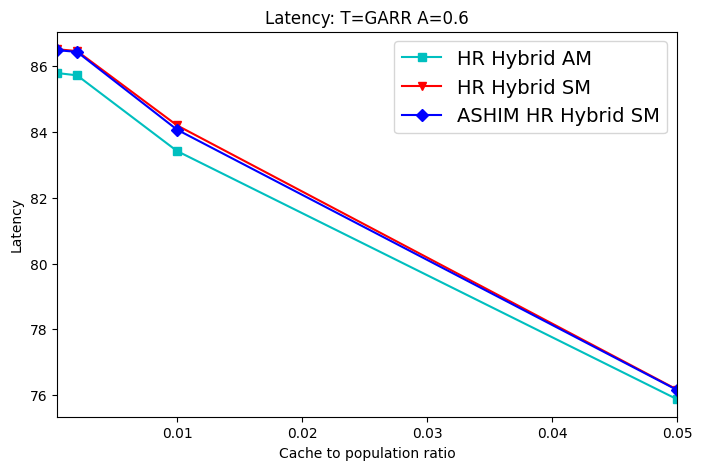 Latency: T=GARR A=0.6
HR Hybrid AM
HR Hybrid SM
ASHIM HR Hybrid SM
Latency
86
84
82
80
78
76
0.01 0.02 0.03 0.04 0.05
Cache to population ratio